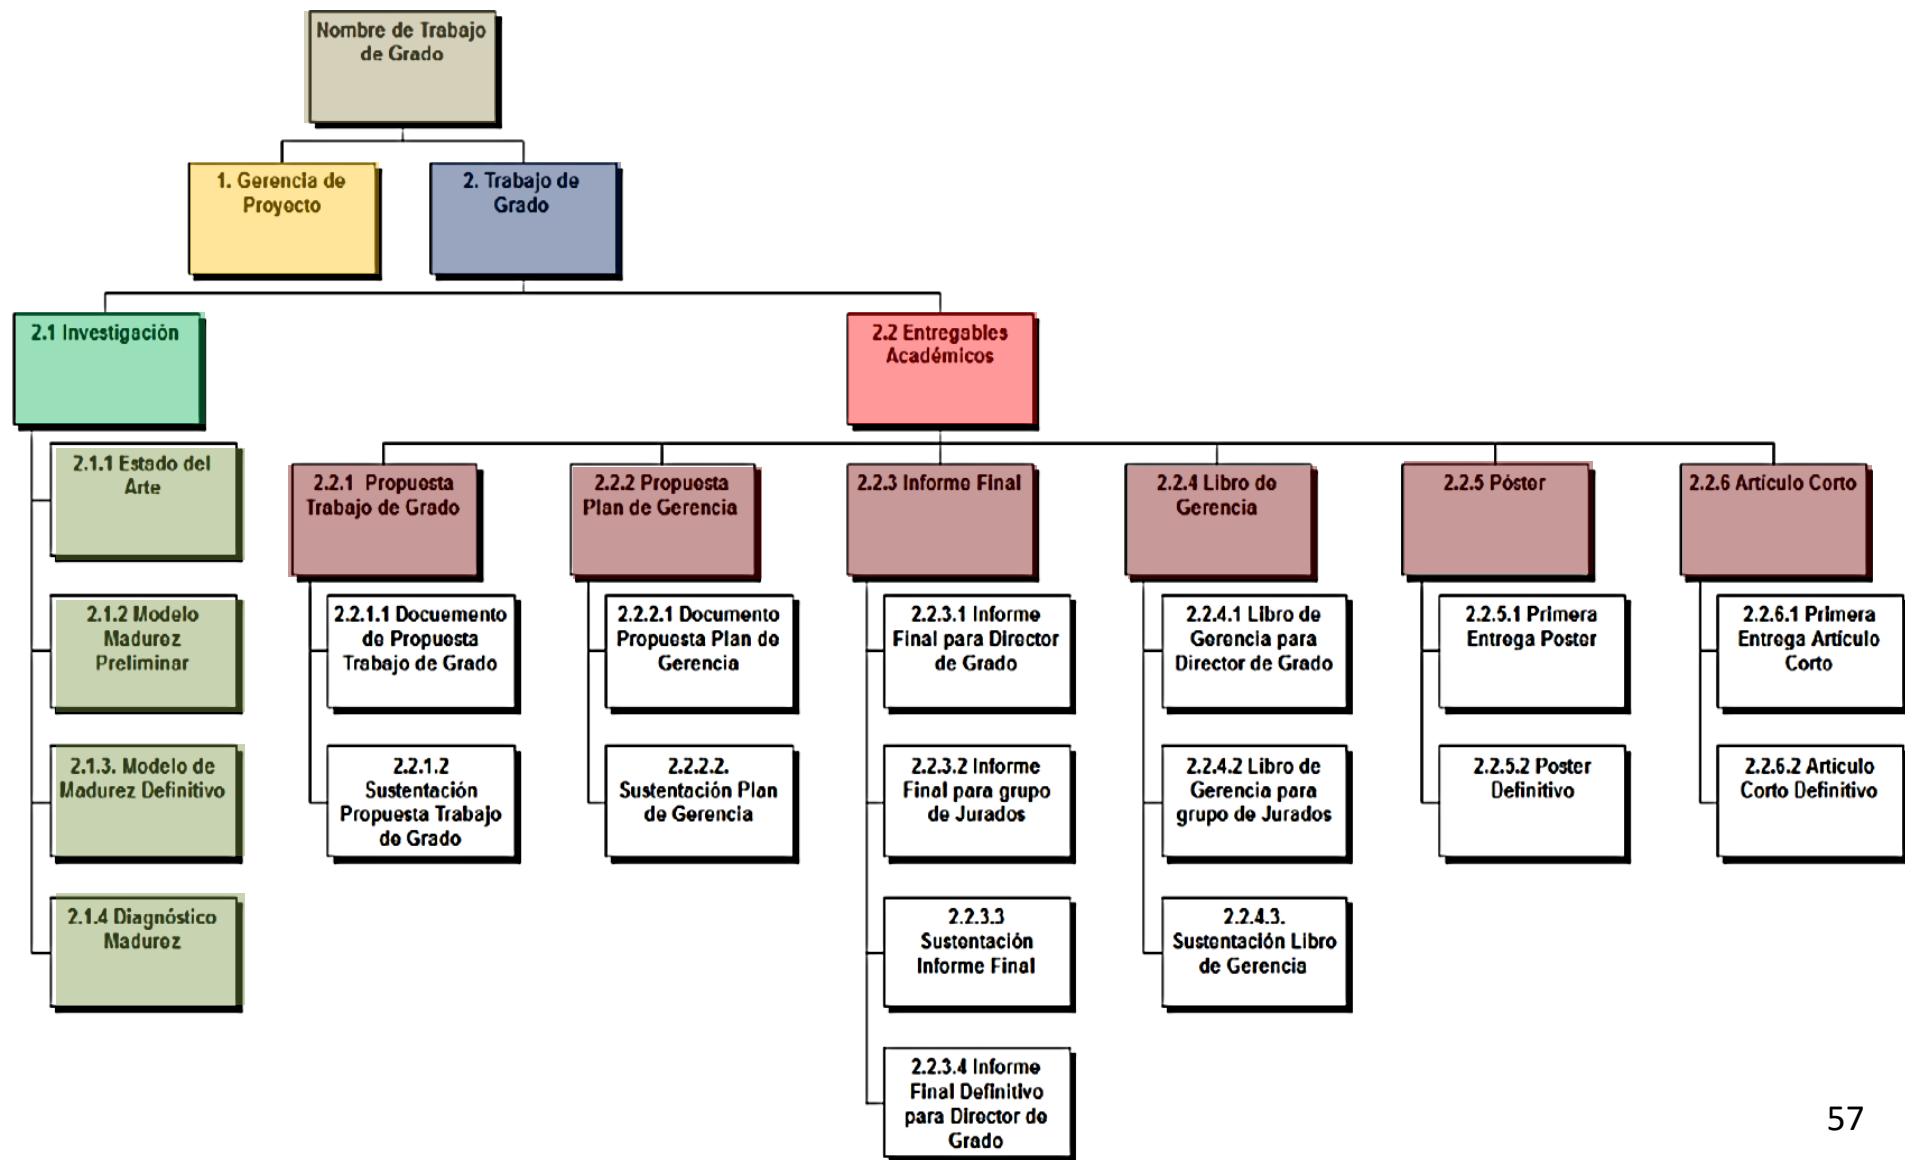 Nombre de Trabajo
de Grado
1. Gerencia de
Proyecto
2. Trabajo de
Grado
2.1 Investigación
2.2 Entregables
Académicos
2.1.1 Estado del
Arte
2.1.2 Modelo
Madurez
Preliminar
2.1.3. Modelo de
Madurez Definitivo
2.1.4 Diagnóstico
Madurez
2.2.1 Propuesta
Trabajo de Grado
2.2.1.1 Docuemento
de Propuesta
Trabajo de Grado
2.2.1.2
Sustentación
Propuesta Trabajo
de Grado
2.2.2 Propuesta
Plan de Gerencia
2.2.2.1 Documento
Propuesta Plan de
Gerencia
2.2.2.2.
Sustentación Plan
de Gerencia
2.2.3 Informe Final
2.2.3.1 Informe
Final para Director
de Grado
2.2.3.2 Informe
Final para grupo
de Jurados
2.2.3.3
Sustentación
Informe Final
2.2.3.4 Informe
Final Definitivo
para Director de
Grado
2.2.4 Libro de
Gerencia
2.2.4.1 Libro de
Gerencia para
Director de Grado
2.2.4.2 Libro de
Gerencia para
grupo de Jurados
2.2.4.3.
Sustentación Libro
de Gerencia
2.2.5 Póster
2.2.5.1 Primera
Entrega Poster
2.2.5.2 Poster
Definitivo
2.2.6 Artículo Corto
2.2.6.1 Primera
Entrega Artículo
Corto
2.2.6.2 Artículo
Corto Definitivo
57